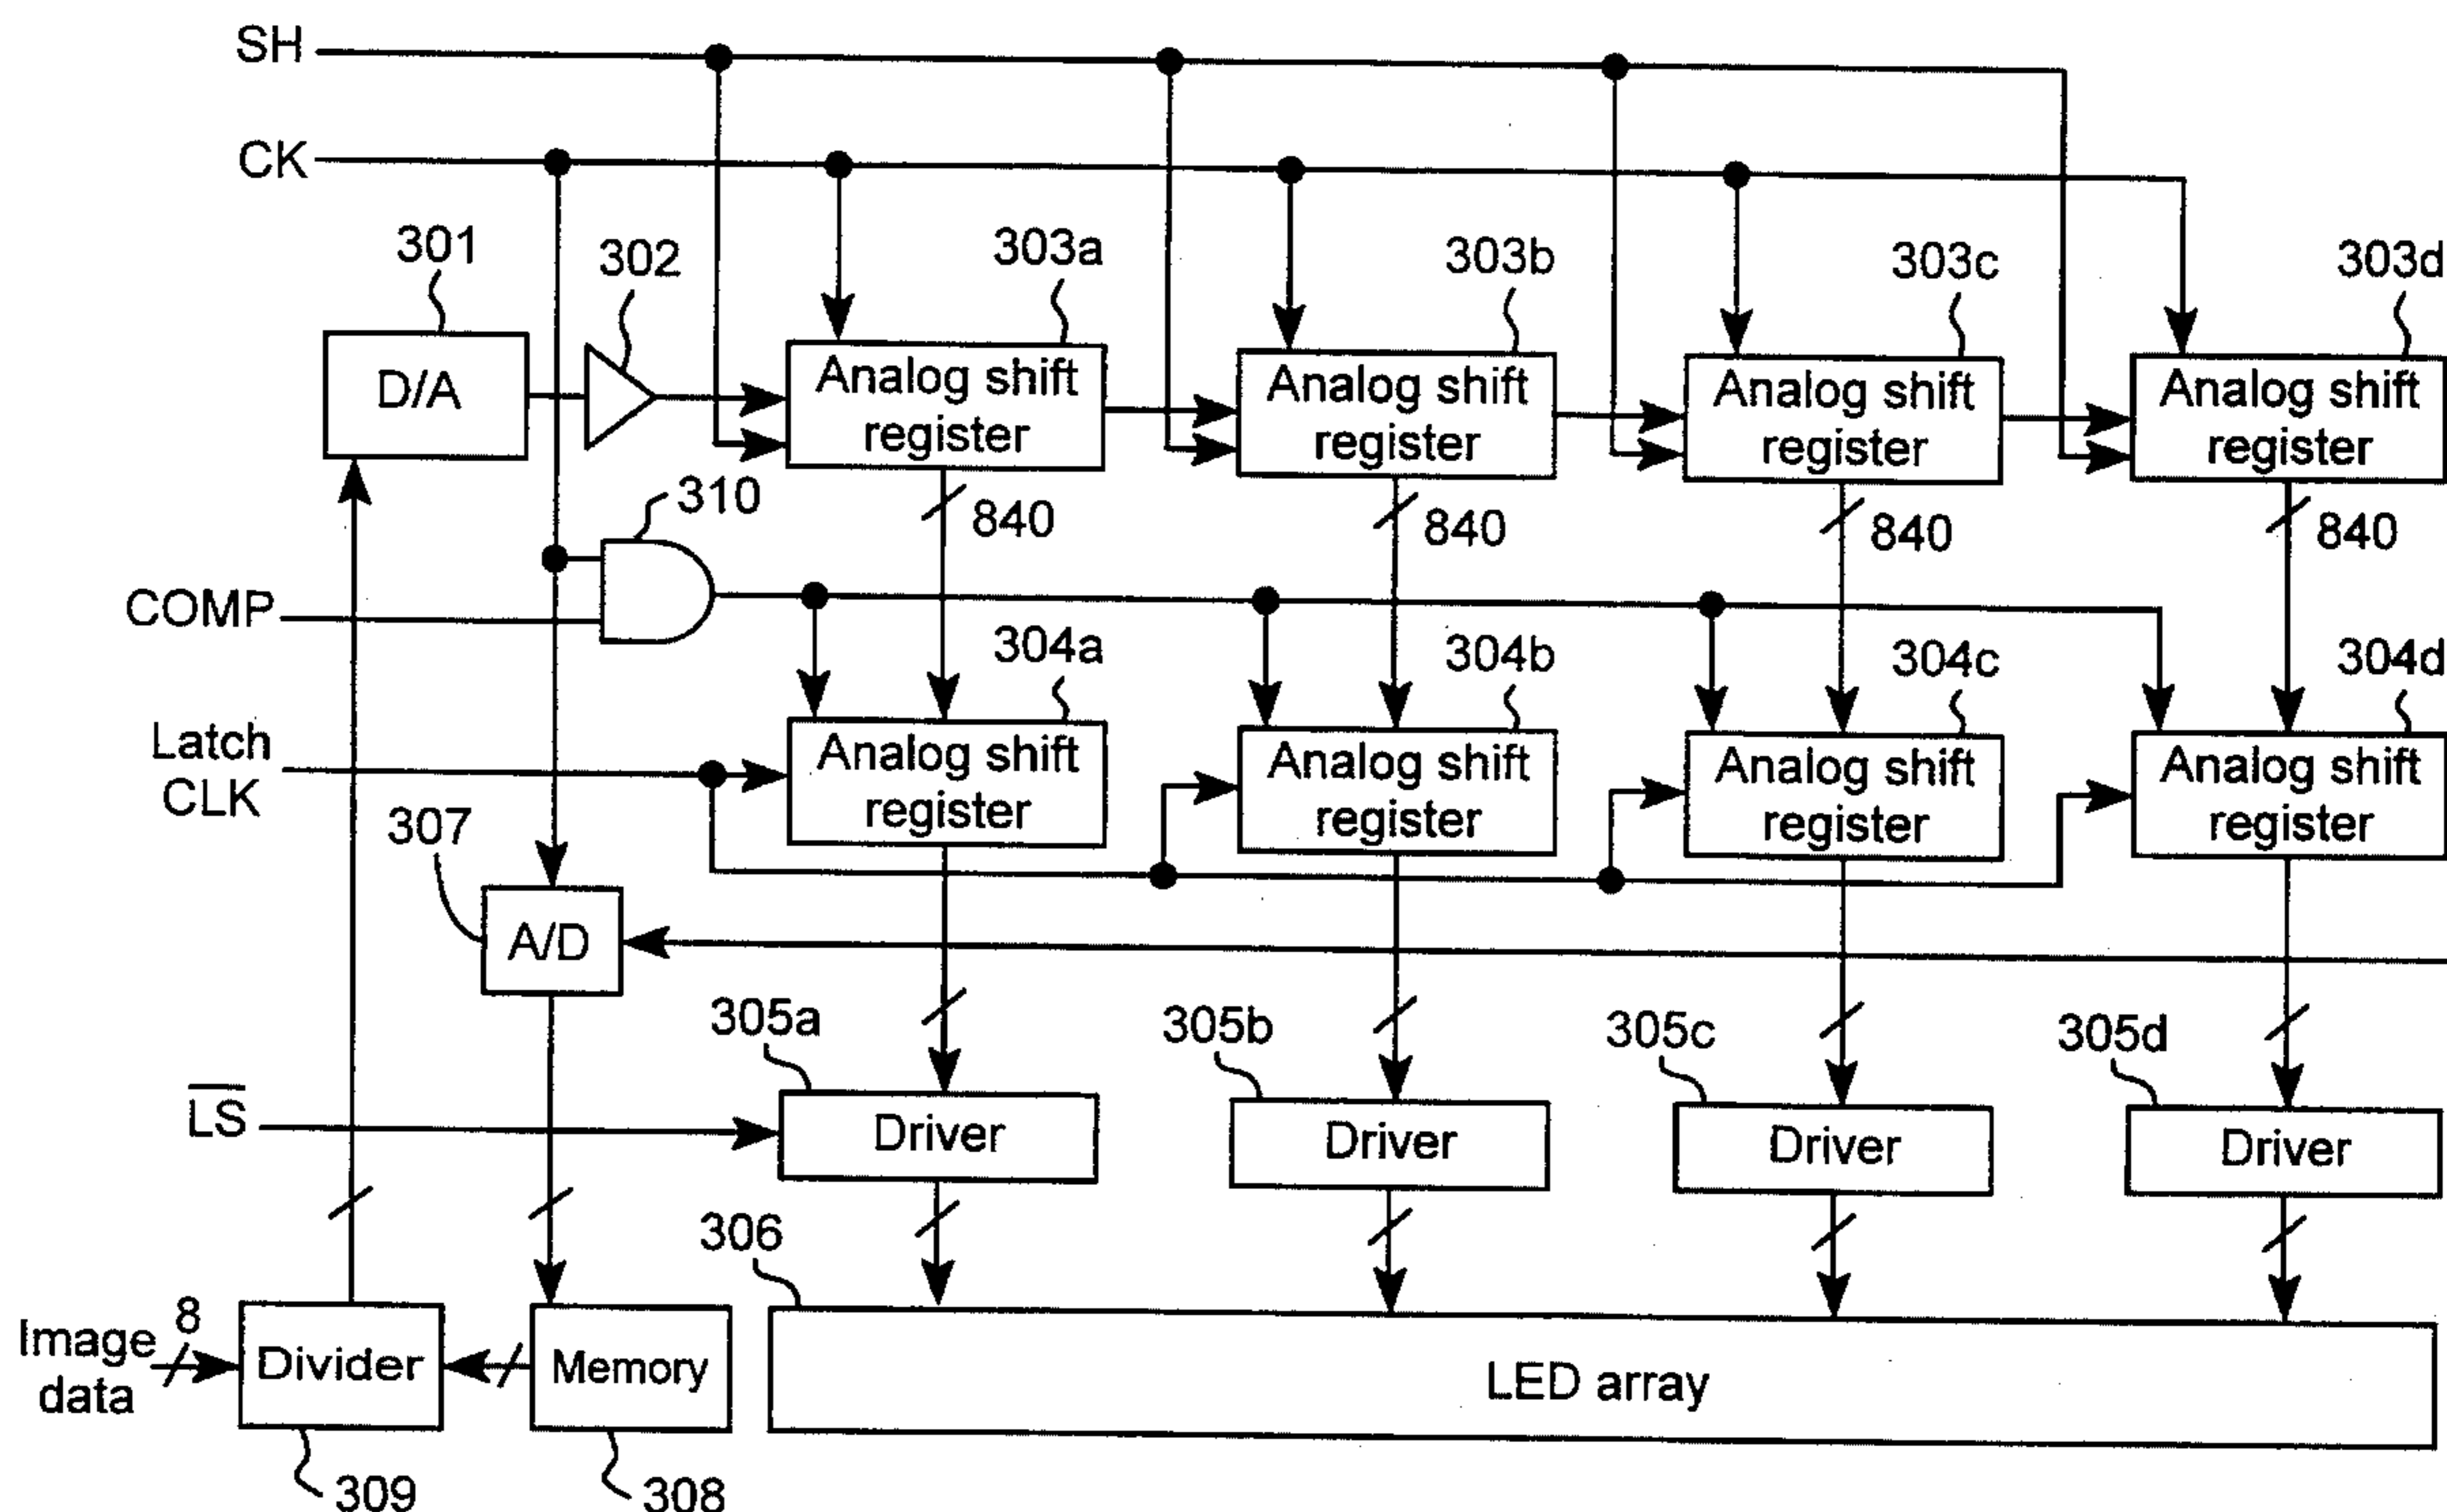 SH
CK
301
302
303a
303b
303c
303d
D/A
Analog shift
register
Analog shift
register
Analog shift
register
Analog shift
register
310
840
840
840
840
COMP
304a
304b
304c
304d
Latch
CLK
Analog shift
register
Analog shift
register
Analog shift
register
Analog shift
register
307
A/D
305a
305b
305c
305d
LS
Driver
Driver
Driver
Driver
306
Image
data
8
Divider
Memory
LED array
309
308